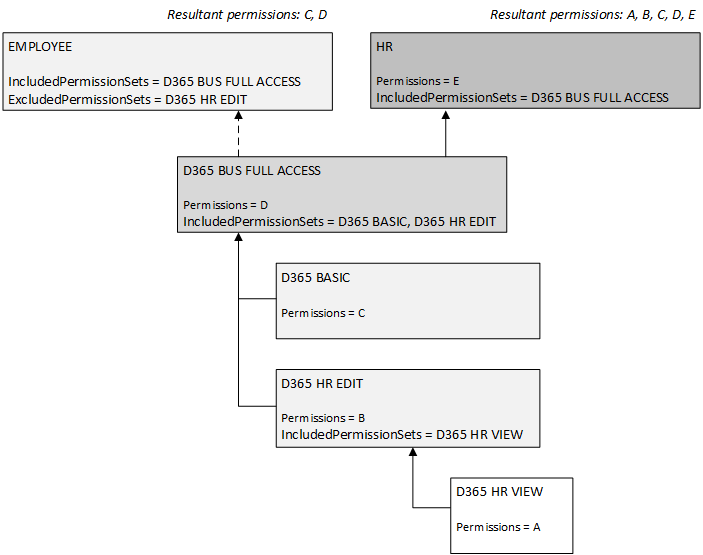 Resultant permissions: C, D
Resultant permissions: A, B, C, D, E
EMPLOYEE
IncludedPermissionSets = D365 BUS FULL ACCESS
ExcludedPermissionSets = D365 HR EDIT
HR
Permissions = E
IncludedPermissionSets = D365 BUS FULL ACCESS
D365 BUS FULL ACCESS
Permissions = D
IncludedPermissionSets = D365 BASIC, D365 HR EDIT
D365 BASIC
Permissions = C
D365 HR EDIT
Permissions = B
IncludedPermissionSets = D365 HR VIEW
D365 HR VIEW
Permissions = A